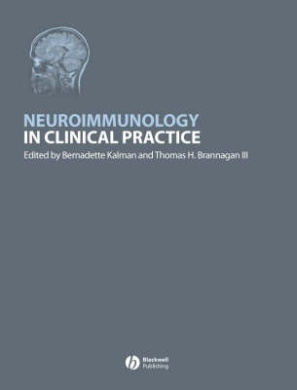 NEUROIMMUNOLOGY
IN CLINICAL PRACTICE
Edited by Bernadette Kalman and Thomas H. Brannagan III
Blackwell
Publishing